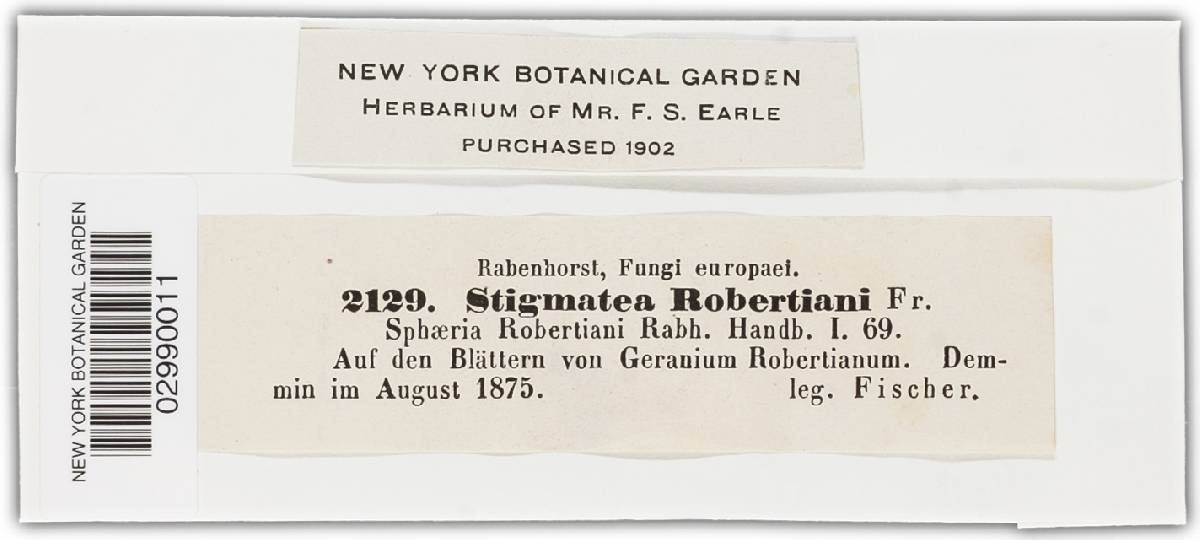 NEW YORK BOTANICAL GARDEN
HERBARIUM OF MR. F. S. EARLE
PURCHASED 1902
NEW YORK BOTANICAL GARDEN
02990011
Rabenhorst, Fungi europaei.
2129. Stigmatea Robertiani Fr.
Sphæria Robertiani Rabh. Handb. I. 69.
Auf den Blättern von Geranium Robertianum. Dem-
min im August 1875. leg. Fischer.